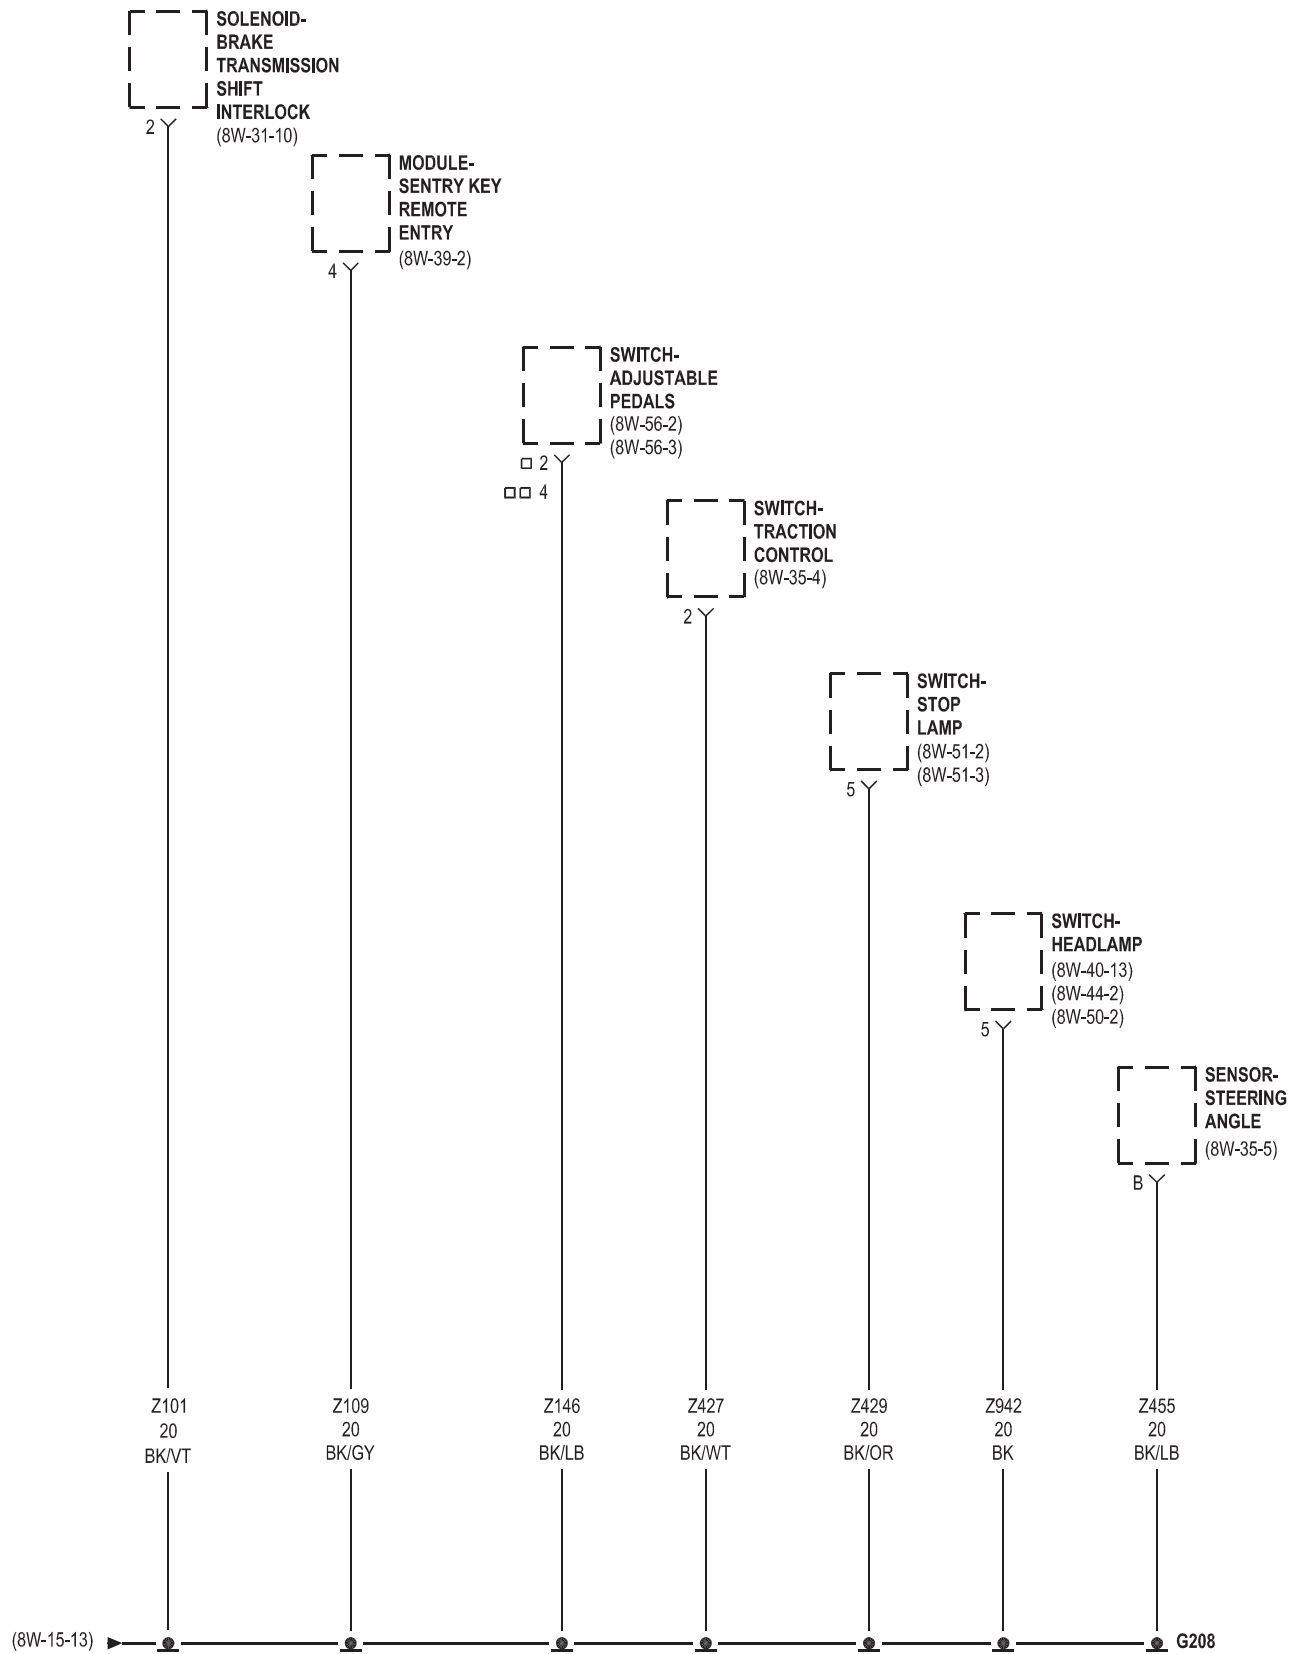 SOLENOID-
BRAKE
TRANSMISSION
SHIFT
INTERLOCK
(8W-31-10)
2
MODULE-
SENTRY KEY
REMOTE
ENTRY
(8W-39-2)
4
SWITCH-
ADJUSTABLE
PEDALS
(8W-56-2)
(8W-56-3)
2
4
SWITCH-
TRACTION
CONTROL
(8W-35-4)
2
SWITCH-
STOP
LAMP
(8W-51-2)
(8W-51-3)
5
SWITCH-
HEADLAMP
(8W-40-13)
(8W-44-2)
(8W-50-2)
5
SENSOR-
STEERING
ANGLE
(8W-35-5)
B
Z101
20
BK/VT
Z109
20
BK/GY
Z146
20
BK/LB
Z427
20
BK/WT
Z429
20
BK/OR
Z942
20
BK
Z455
20
BK/LB
(8W-15-13)
G208